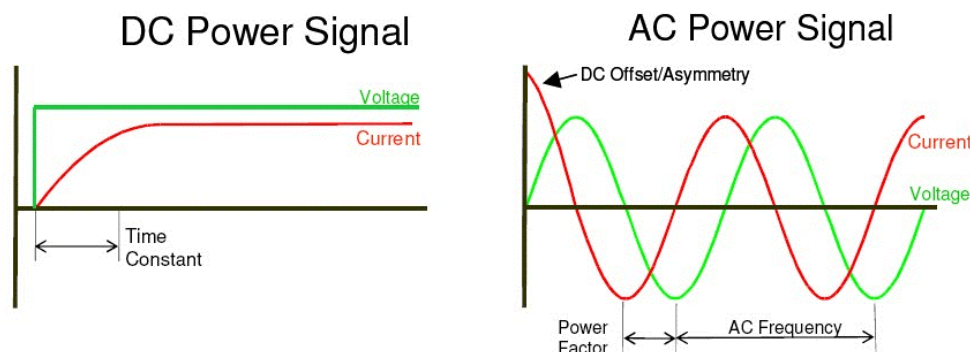 DC Power Signal
Voltage
Current
Time
Constant
AC Power Signal
DC Offset/Asymmetry
Current
Voltage
Power
Factor
AC Frequency